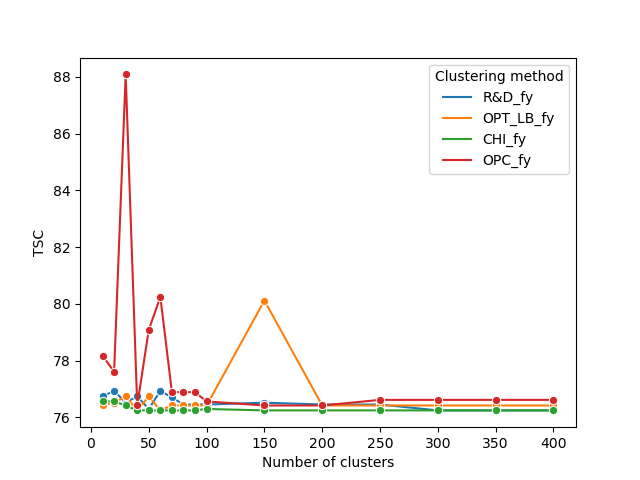 88
86
84
82
80
78
76
TSC
0
50
100
150
200
250
300
350
400
Number of clusters
Clustering method
R&D_fy
OPT_LB_fy
CHI_fy
OPC_fy